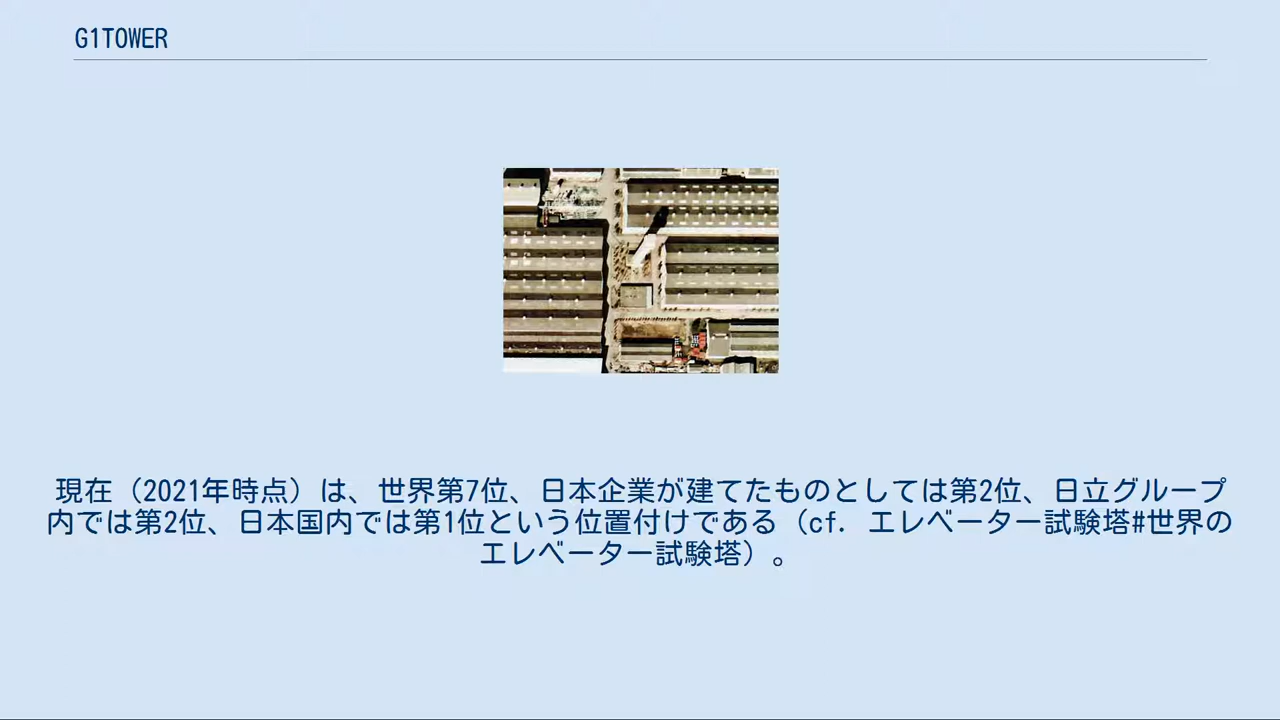 G1TOWER
現在（2021年時点）は、世界第7位、日本企業が建てたものとしては第2位、日立グループ
内では第2位、日本国内では第1位という位置付けである（cf. エレベーター試験塔#世界の
エレベーター試験塔）。